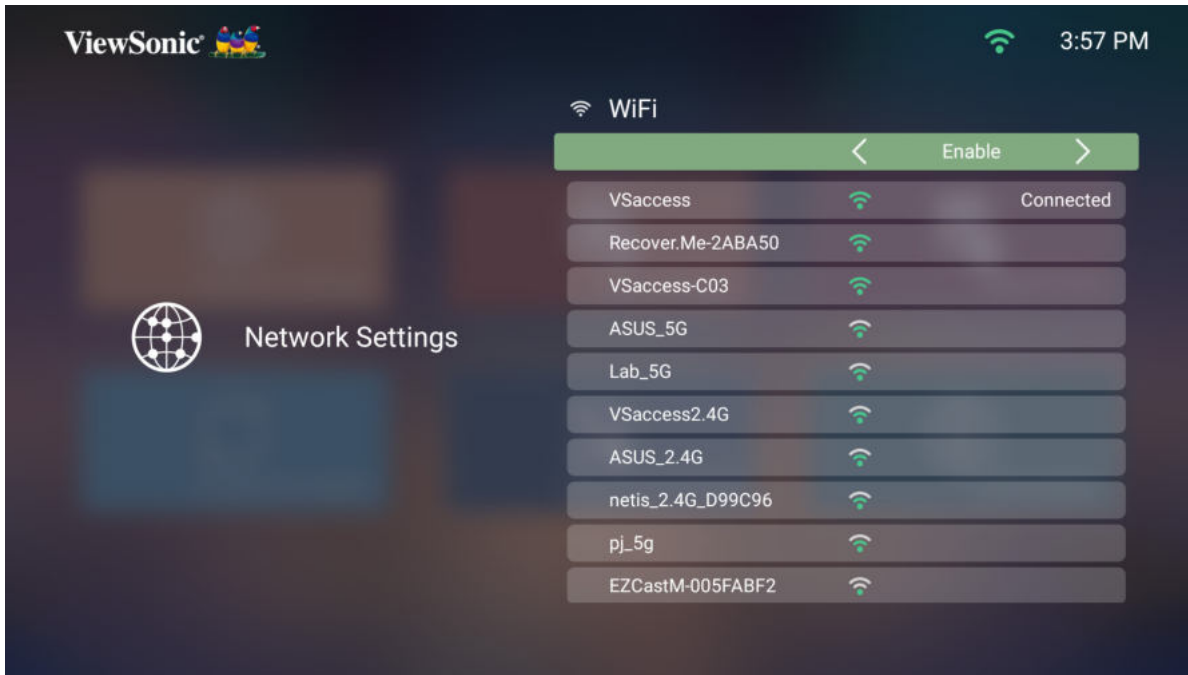 ViewSonic
3:57 PM
WiFi
Enable
VSaccess Connected
Recover.Me-2ABA50
VSaccess-C03
ASUS_5G
Network Settings
Lab_5G
VSaccess2.4G
ASUS_2.4G
netis_2.4G_D99C96
pj_5g
EZCastM-005FABF2